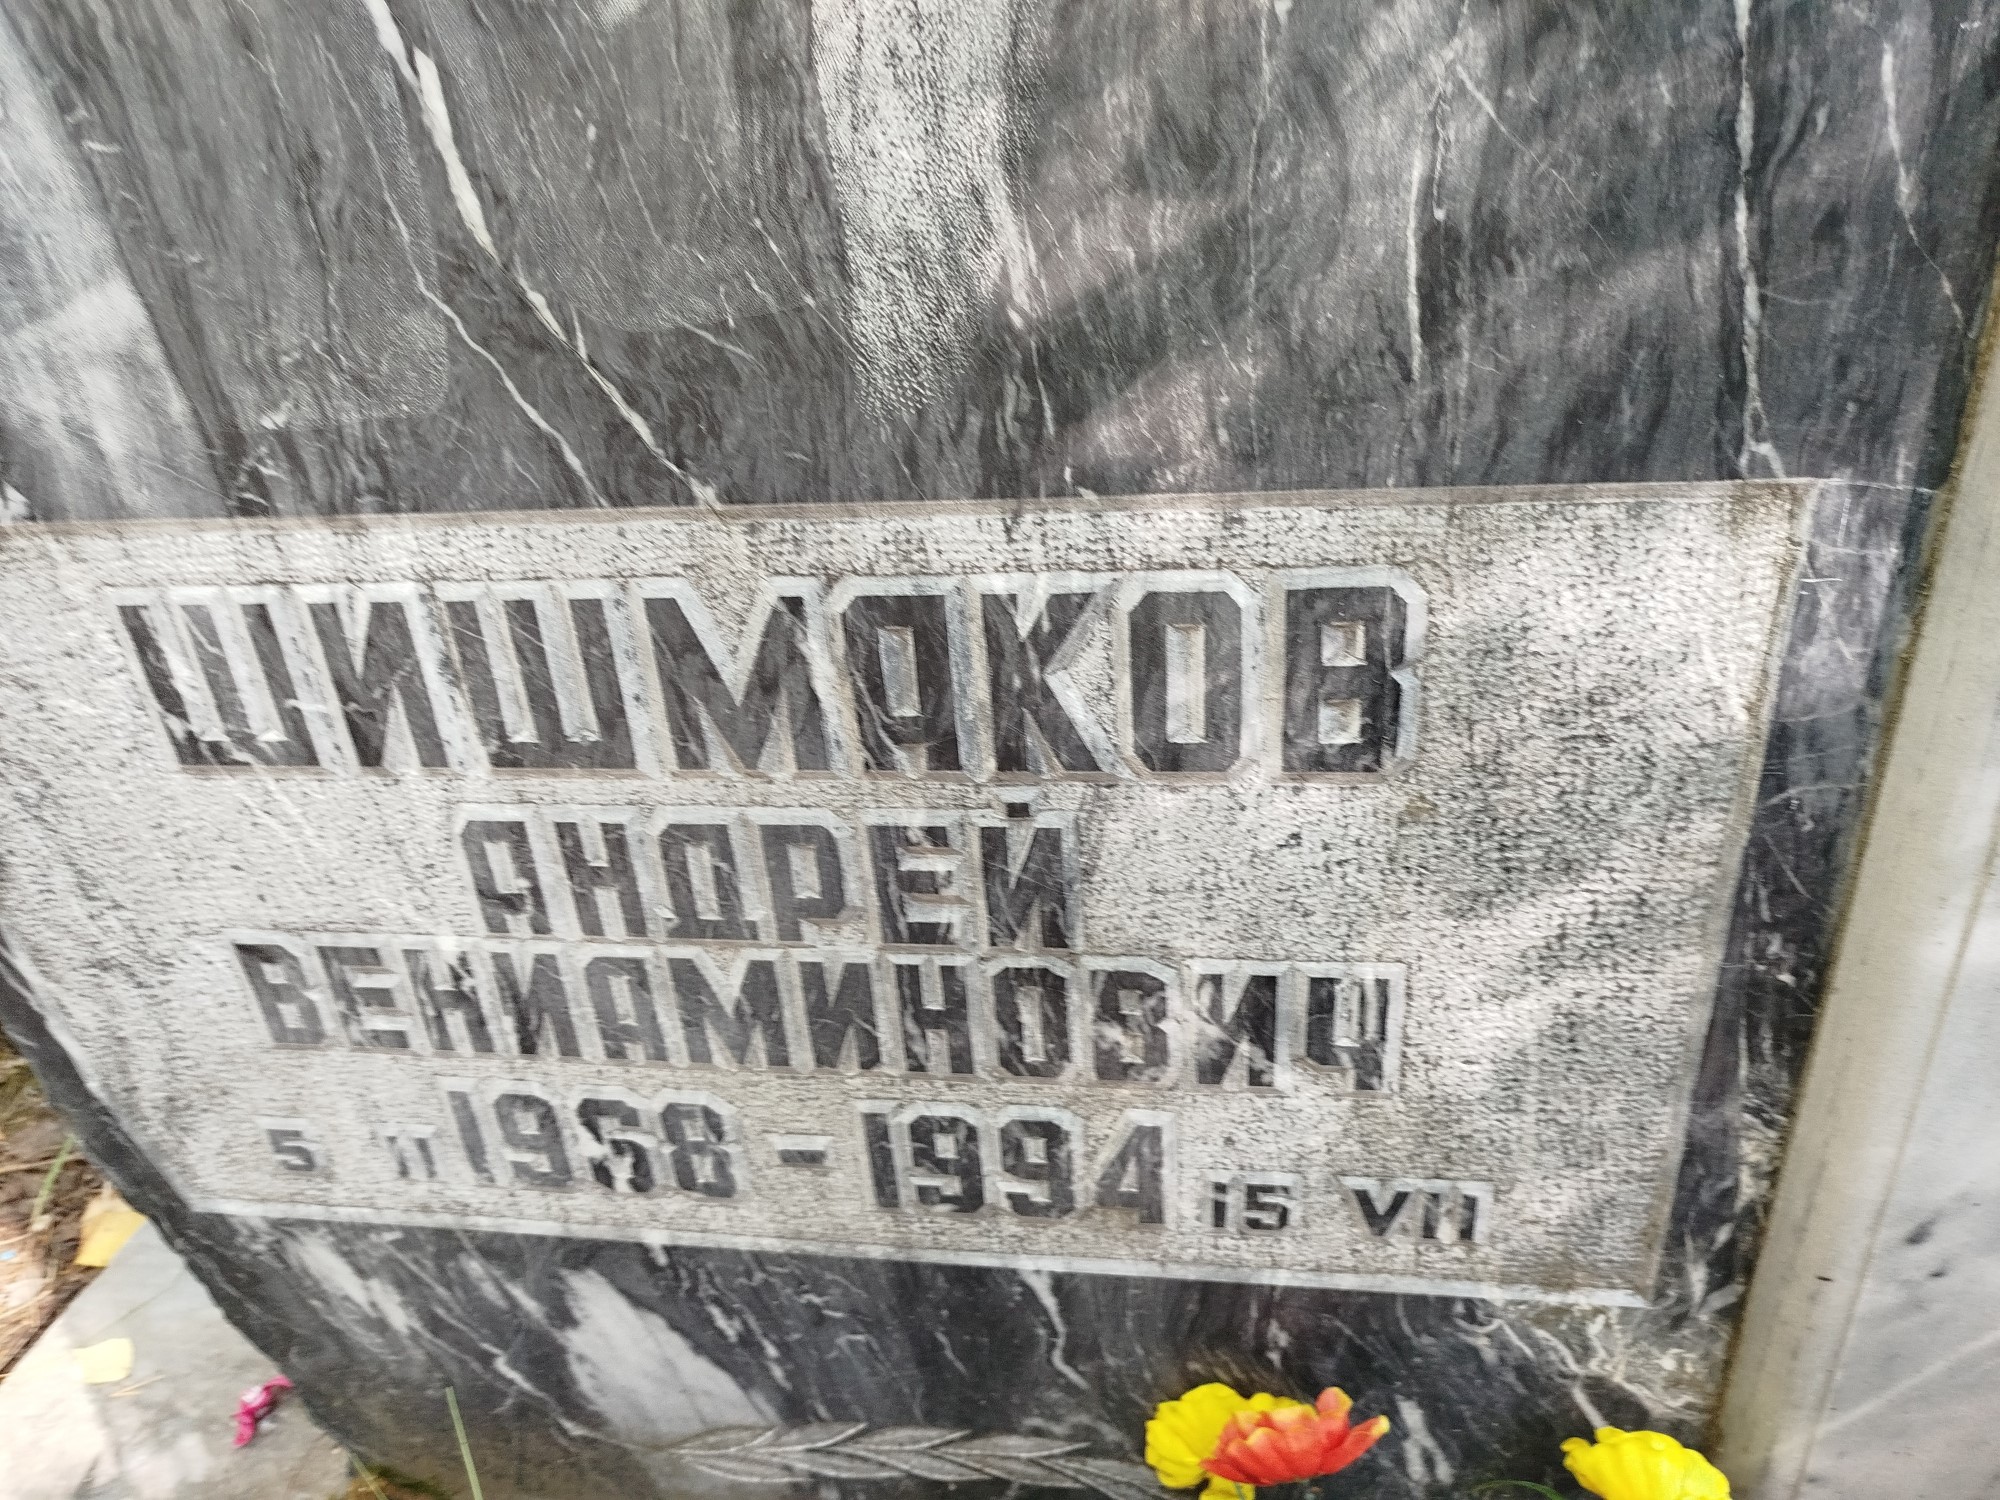 ШИШМАКОВ
АНДРЕЙ
ВЕНИАМИНОВИЧ
5 II 1968 - 1994 15 VII